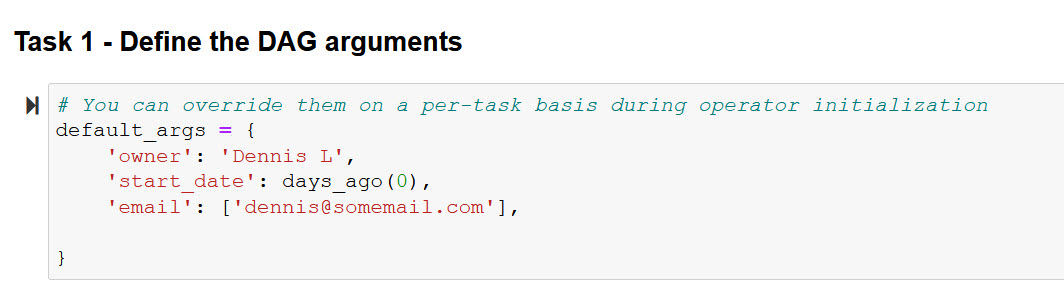 Task 1 - Define the DAG arguments
# You can override them on a per-task basis during operator initialization
default_args = {
    'owner': 'Dennis L',
    'start_date': days_ago(0),
    'email': ['dennis@somemail.com'],
}